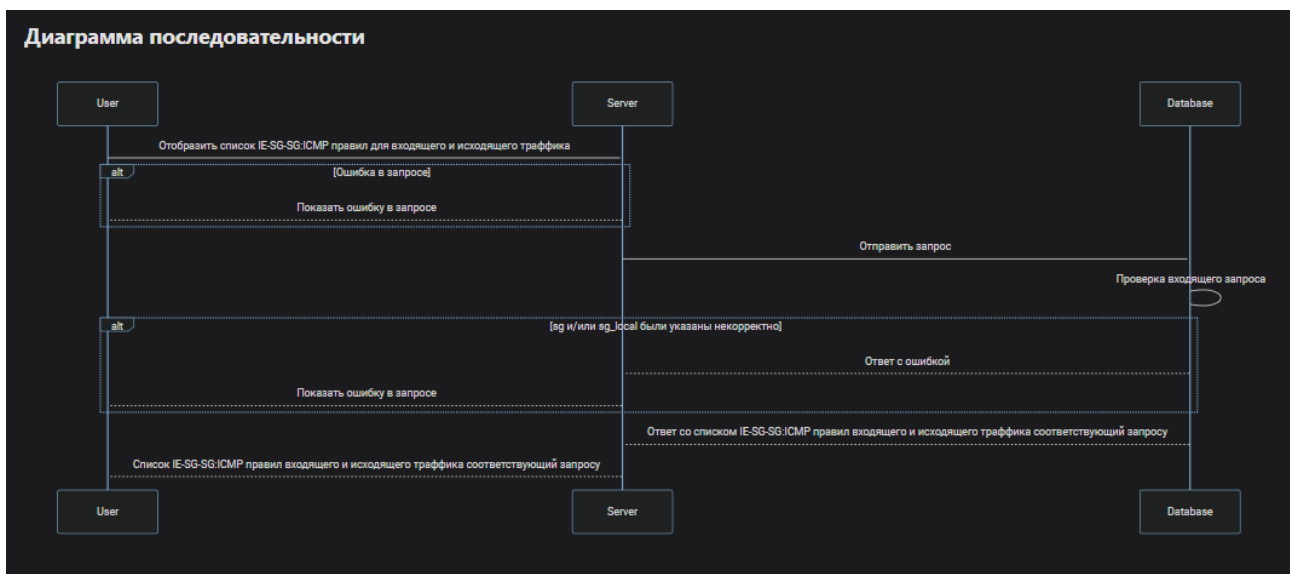 Диаграмма последовательности
User
Server
Database
Отобразить список IE-SG-SG:ICMP правил для входящего и исходящего траффика
alt
[Ошибка в запросе]
Показать ошибку в запросе
Отправить запрос
Проверка входящего запроса
alt
[sg и/или sg_local были указаны некорректно]
Ответ с ошибкой
Показать ошибку в запросе
Ответ со списком IE-SG-SG:ICMP правил входящего и исходящего траффика соответствующий запросу
Список IE-SG-SG:ICMP правил входящего и исходящего траффика соответствующий запросу
User
Server
Database